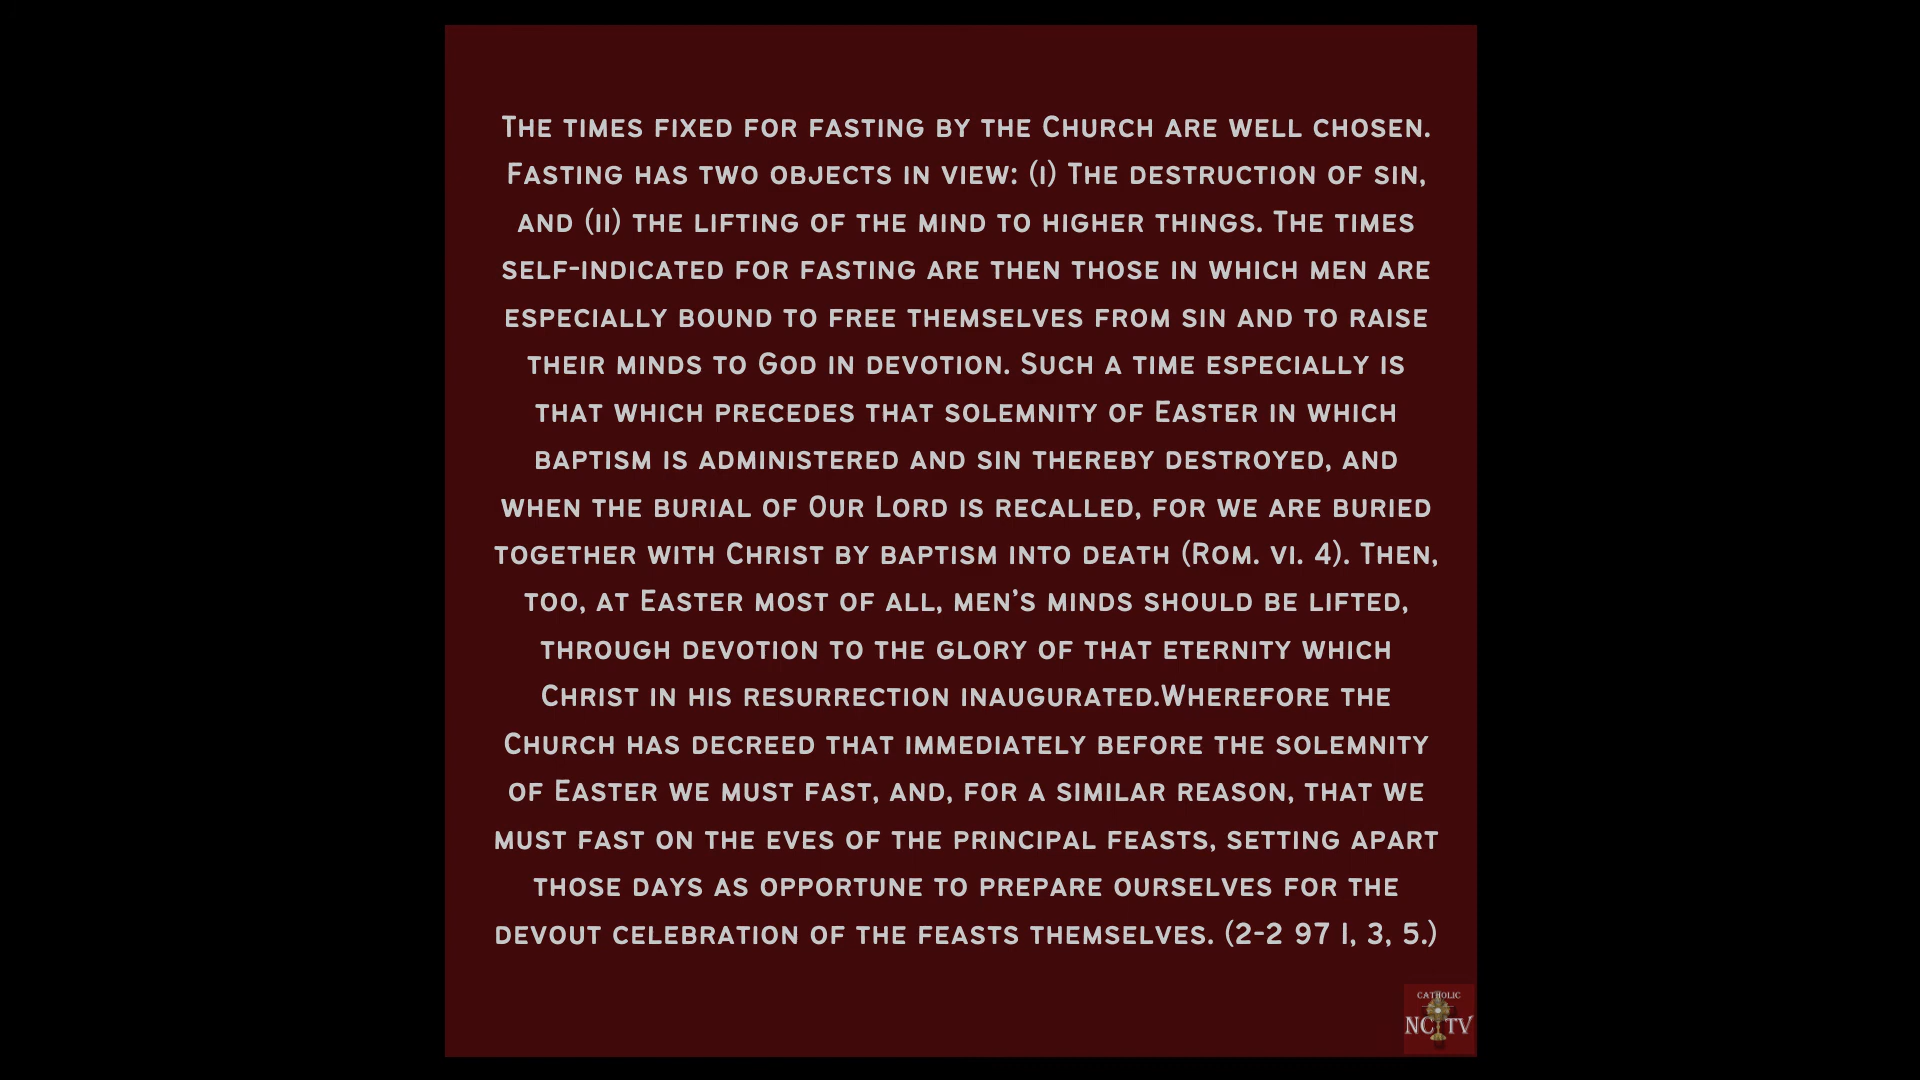 The times fixed for fasting by the Church are well chosen.
Fasting has two objects in view: (i) The destruction of sin,
and (ii) the lifting of the mind to higher things. The times
self-indicated for fasting are then those in which men are
especially bound to free themselves from sin and to raise
their minds to God in devotion. Such a time especially is
that which precedes that solemnity of Easter in which
baptism is administered and sin thereby destroyed, and
when the burial of Our Lord is recalled, for we are buried
together with Christ by baptism into death (Rom. vi. 4). Then,
too, at Easter most of all, men’s minds should be lifted,
through devotion to the glory of that eternity which
Christ in his resurrection inaugurated.Wherefore the
Church has decreed that immediately before the solemnity
of Easter we must fast, and, for a similar reason, that we
must fast on the eves of the principal feasts, setting apart
those days as opportune to prepare ourselves for the
devout celebration of the feasts themselves. (2-2 97 1, 3, 5.)
CATHOLIC
NC TV